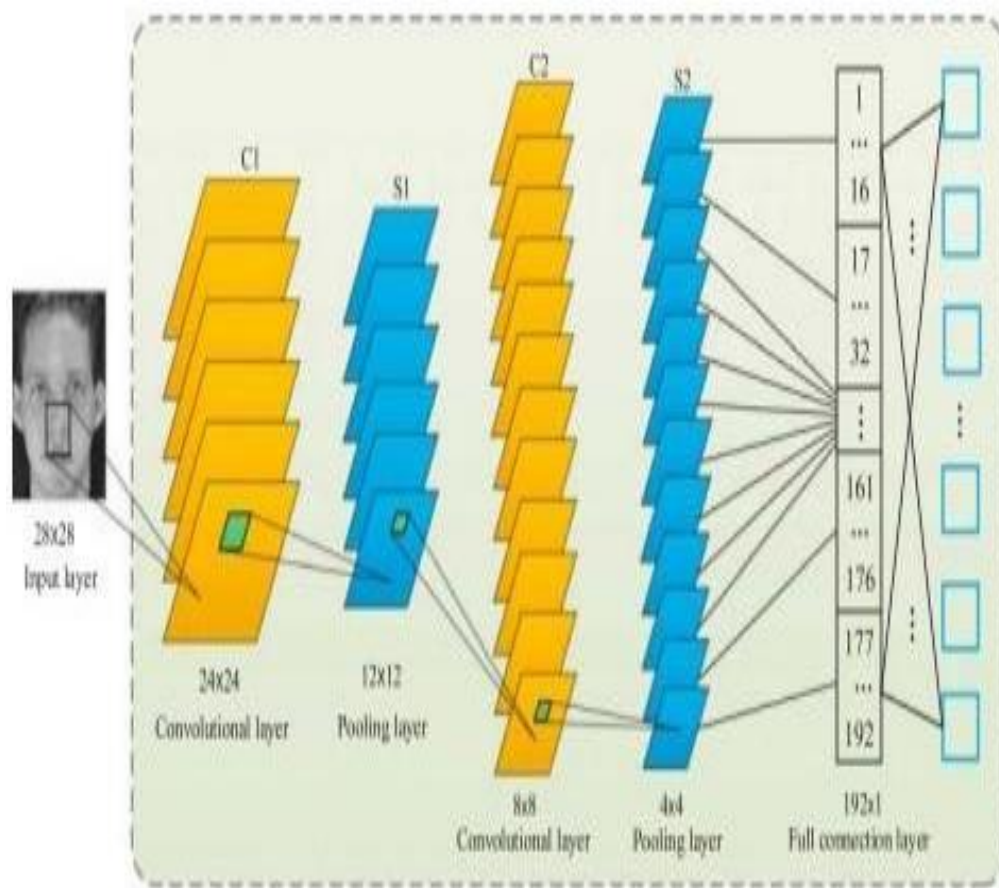 C1
S1
C2
S2
28x28
Input layer
24x24
Convolutional layer
12x12
Pooling layer
8x8
Convolutional layer
4x4
Pooling layer
1
...
16
17
...
32
...
161
...
176
177
...
192
192x1
Full connection layer
...
...
...